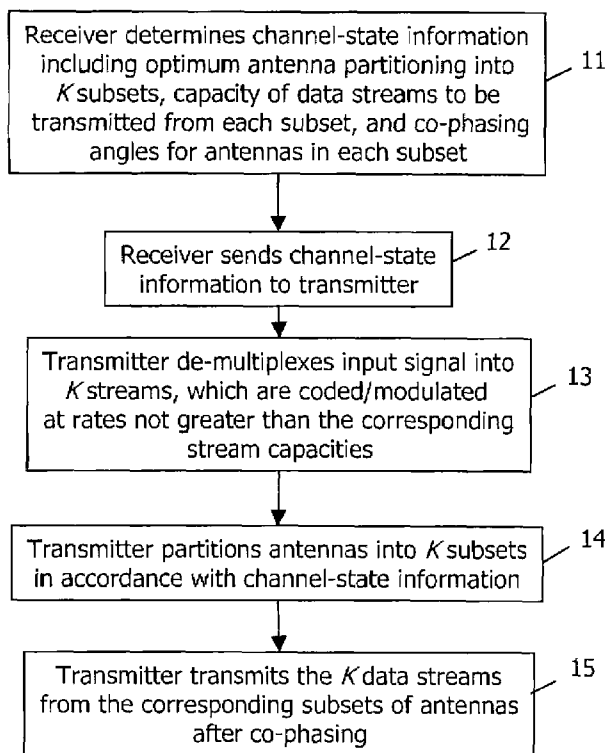 Receiver determines channel-state information
including optimum antenna partitioning into
K subsets, capacity of data streams to be
transmitted from each subset, and co-phasing
angles for antennas in each subset
11
Receiver sends channel-state
information to transmitter
12
Transmitter de-multiplexes input signal into
K streams, which are coded/modulated
at rates not greater than the corresponding
stream capacities
13
Transmitter partitions antennas into K subsets
in accordance with channel-state information
14
Transmitter transmits the K data streams
from the corresponding subsets of antennas
after co-phasing
15